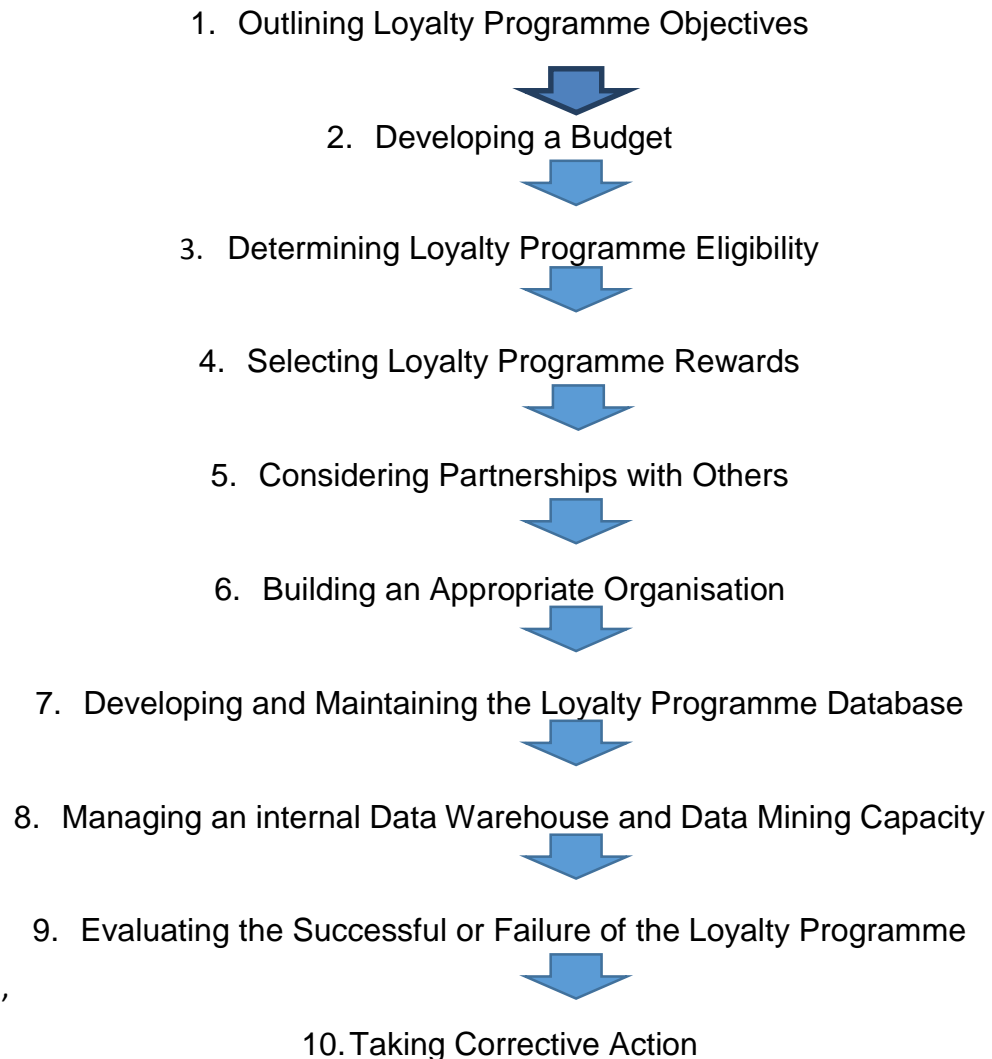 1. Outlining Loyalty Programme Objectives
2. Developing a Budget
3. Determining Loyalty Programme Eligibility
4. Selecting Loyalty Programme Rewards
5. Considering Partnerships with Others
6. Building an Appropriate Organisation
7. Developing and Maintaining the Loyalty Programme Database
8. Managing an internal Data Warehouse and Data Mining Capacity
9. Evaluating the Successful or Failure of the Loyalty Programme
,
10. Taking Corrective Action